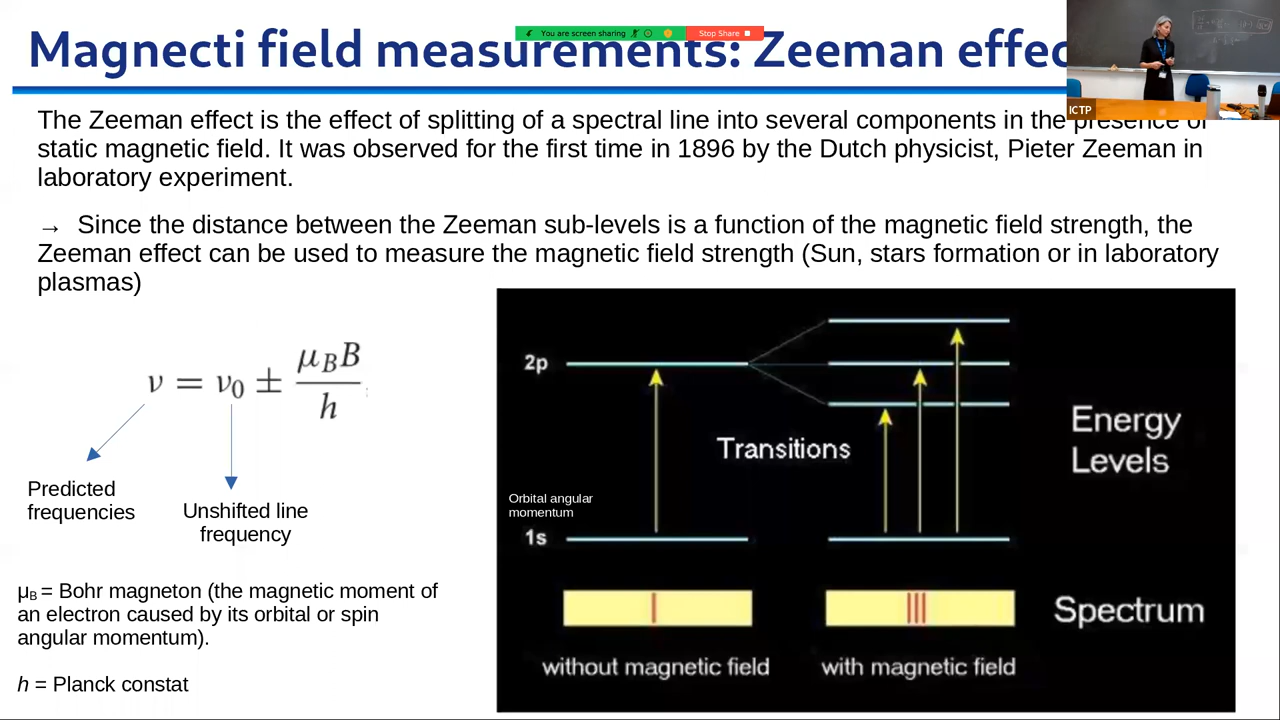 You are screen sharing
Stop Share
Magnecti field measurements: Zeeman effec
ICTP
The Zeeman effect is the effect of splitting of a spectral line into several components in the presence of
static magnetic field. It was observed for the first time in 1896 by the Dutch physicist, Pieter Zeeman in
laboratory experiment.
→ Since the distance between the Zeeman sub-levels is a function of the magnetic field strength, the
Zeeman effect can be used to measure the magnetic field strength (Sun, stars formation or in laboratory
plasmas)
ν = ν₀ ± μ_B B / h
Predicted
frequencies
Unshifted line
frequency
μB = Bohr magneton (the magnetic moment of
an electron caused by its orbital or spin
angular momentum).
h = Planck constat
2p
Transitions
Energy
Levels
Orbital angular
momentum
1s
Spectrum
without magnetic field
with magnetic field